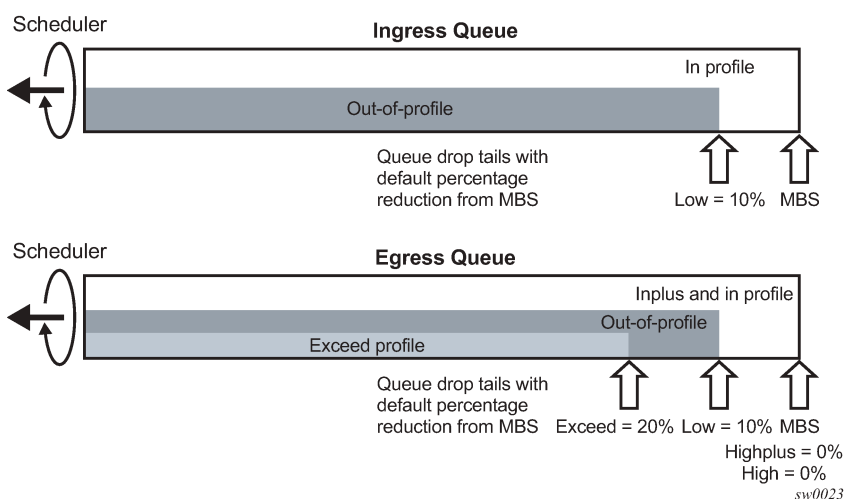 Scheduler
Ingress Queue
In profile
Out-of-profile
Queue drop tails with
default percentage
reduction from MBS
Low = 10%
MBS
Scheduler
Egress Queue
Inplus and in profile
Out-of-profile
Exceed profile
Queue drop tails with
default percentage
reduction from MBS
Exceed = 20%
Low = 10%
MBS
Highplus = 0%
High = 0%
sw0023